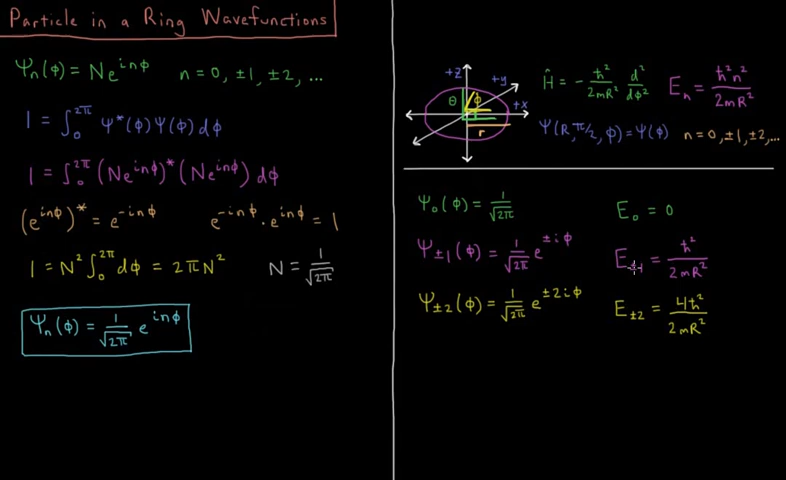 Particle in a Ring Wavefunctions
Ψₙ(ϕ) = Ne^{inϕ}   n = 0, ±1, ±2, ...
1 = ∫₀^{2π} Ψ*(ϕ)Ψ(ϕ)dϕ
1 = ∫₀^{2π} (Ne^{inϕ})*(Ne^{inϕ}) dϕ
(e^{inϕ})* = e^{-inϕ}   e^{-inϕ}·e^{inϕ} = 1
1 = N² ∫₀^{2π} dϕ = 2πN²   N = 1/√2π
Ψₙ(ϕ) = 1/√2π e^{inϕ}
+z +y +x θ ϕ r
Ĥ = -ħ²/2mR² d²/dϕ²   Eₙ = ħ²n²/2mR²
Ψ(R, π/2, ϕ) = Ψ(ϕ)   n = 0, ±1, ±2, ...
Ψ₀(ϕ) = 1/√2π   E₀ = 0
Ψ±₁(ϕ) = 1/√2π e^{±iϕ}   E±₁ = ħ²/2mR²
Ψ±₂(ϕ) = 1/√2π e^{±2iϕ}   E±₂ = 4ħ²/2mR²